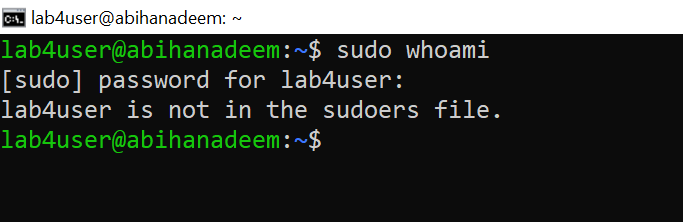 lab4user@abihanadeem: ~
lab4user@abihanadeem:~$ sudo whoami
[sudo] password for lab4user:
lab4user is not in the sudoers file.
lab4user@abihanadeem:~$